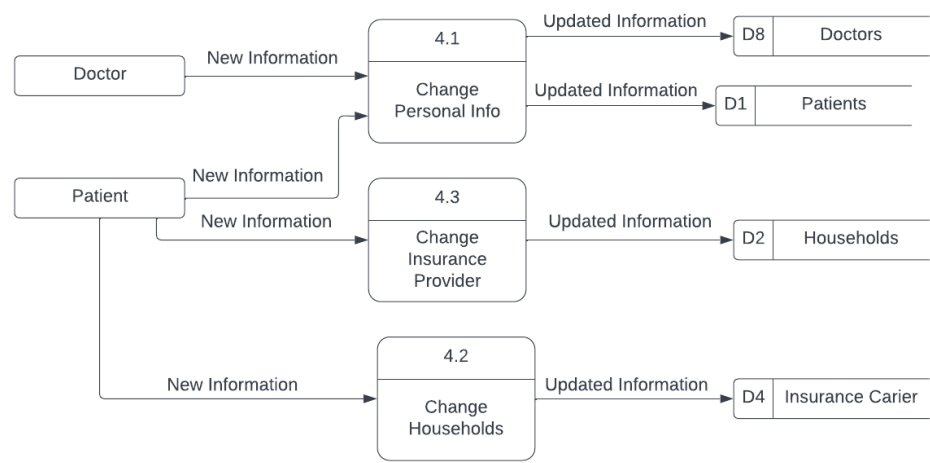 Updated Information
4.1
D8
Doctors
New Information
Doctor
Change
Personal Info
Updated Information
D1
Patients
New Information
Patient
4.3
New Information
Updated Information
Change
Insurance
Provider
D2
Households
4.2
New Information
Updated Information
D4
Insurance Carier
Change
Households